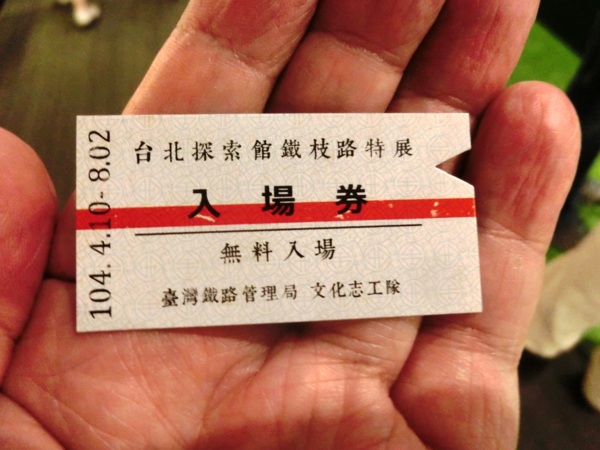 104.4.10-8.02
台北探索館鐵枝路特展
入場券
無料入場
臺灣鐵路管理局 文化志工隊